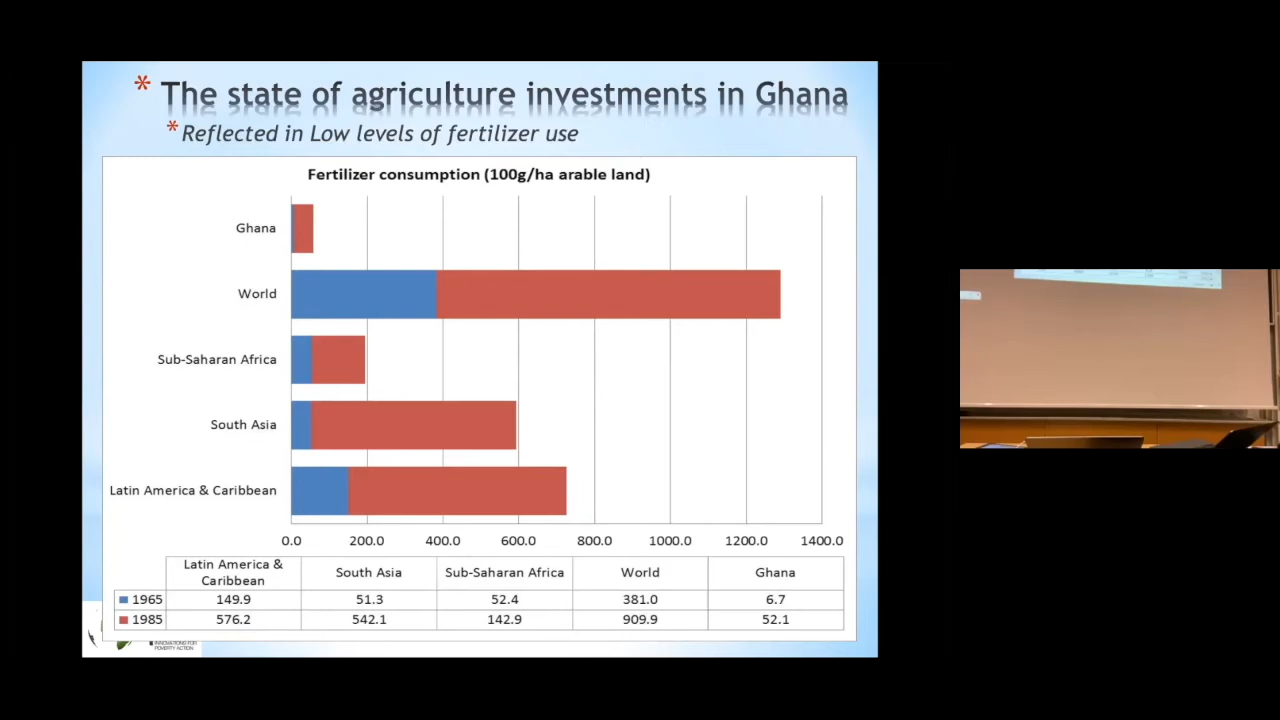 * The state of agriculture investments in Ghana
* Reflected in Low levels of fertilizer use
Fertilizer consumption (100g/ha arable land)
Ghana
World
Sub-Saharan Africa
South Asia
Latin America & Caribbean
0.0 200.0 400.0 600.0 800.0 1000.0 1200.0 1400.0
Latin America & Caribbean South Asia Sub-Saharan Africa World Ghana
1965 149.9 51.3 52.4 381.0 6.7
1985 576.2 542.1 142.9 909.9 52.1
INNOVATIONS FOR
POVERTY ACTION